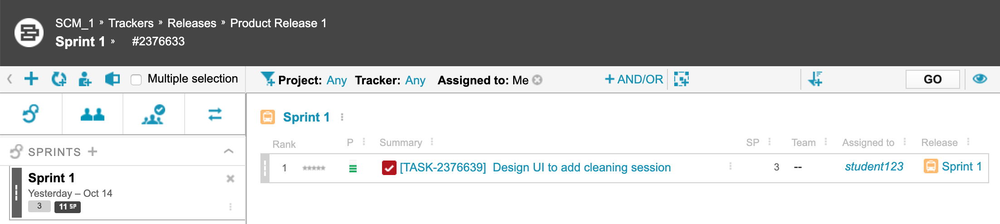 SCM_1 » Trackers » Releases » Product Release 1
Sprint 1 » #2376633
Multiple selection
Project: Any Tracker: Any Assigned to: Me
+ AND/OR
GO
SPRINTS +
Sprint 1
Yesterday – Oct 14
3 11 SP
Sprint 1
Rank P Summary SP Team Assigned to Release
1 ***** [TASK-2376639] Design UI to add cleaning session 3 -- student123 Sprint 1